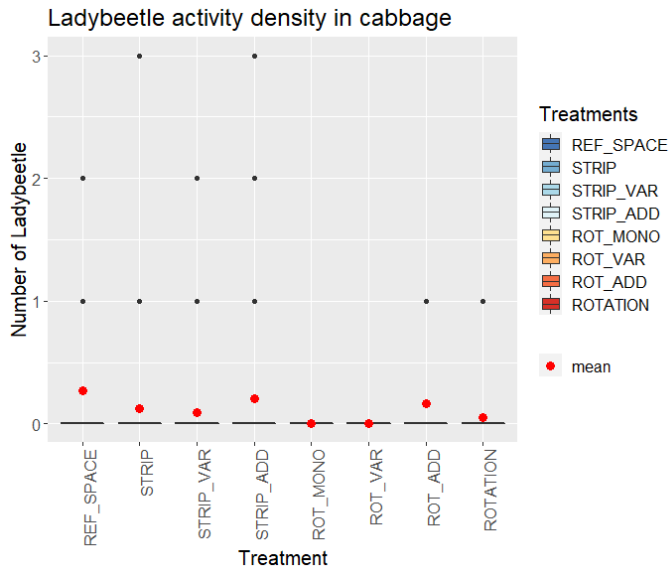 Ladybeetle activity density in cabbage
Number of Ladybeetle
3
2
1
0
REF_SPACE
STRIP
STRIP_VAR
STRIP_ADD
ROT_MONO
ROT_VAR
ROT_ADD
ROTATION
Treatment
Treatments
REF_SPACE
STRIP
STRIP_VAR
STRIP_ADD
ROT_MONO
ROT_VAR
ROT_ADD
ROTATION
mean